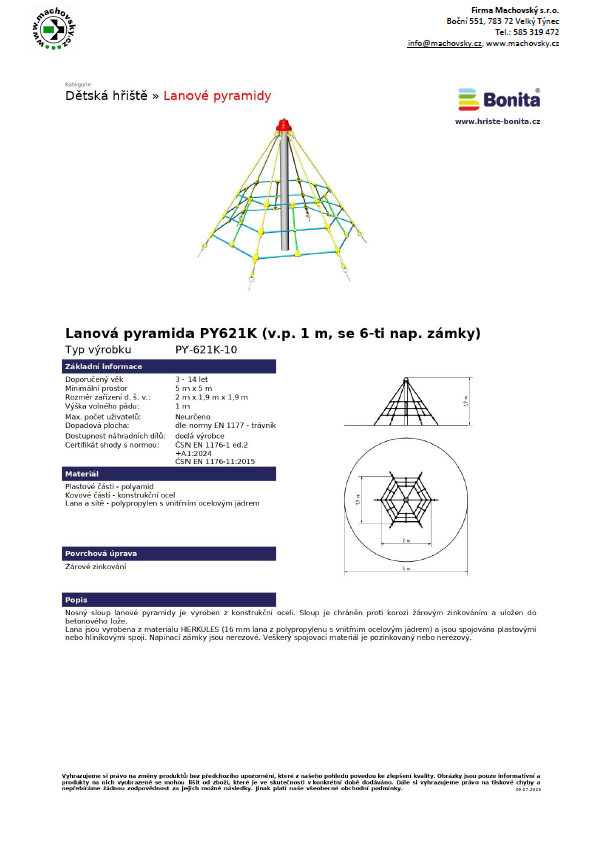 www.machovsky.cz
Firma Machovský s.r.o.
Boční 551, 783 72 Velký Týnec
Tel.: 585 319 472
info@machovsky.cz, www.machovsky.cz
Kategorie
Dětská hřiště » Lanové pyramidy
Bonita®
www.hriste-bonita.cz
Lanová pyramida PY621K (v.p. 1 m, se 6-ti nap. zámky)
Typ výrobku PY-621K-10
Základní informace
Doporučený věk 3 - 14 let
Minimální prostor 5 m x 5 m
Rozměr zařízení d. š. v.: 2 m x 1,9 m x 1,9 m
Výška volného pádu: 1 m
Max. počet uživatelů: Neurčeno
Dopadová plocha: dle normy EN 1177 - trávník
Dostupnost náhradních dílů: dodá výrobce
Certifikát shody s normou: ČSN EN 1176-1 ed.2
+A1:2024
ČSN EN 1176-11:2015
1,9 m
Materiál
Plastové části - polyamid
Kovové části - konstrukční ocel
Lana a sítě - polypropylen s vnitřním ocelovým jádrem
2 m
5 m
Povrchová úprava
Žárové zinkování
Popis
Nosný sloup lanové pyramidy je vyroben z konstrukční oceli. Sloup je chráněn proti korozi žárovým zinkováním a uložen do
betonového lože.
Lana jsou vyrobena z materiálu HERKULES (16 mm lana z polypropylenu s vnitřním ocelovým jádrem) a jsou spojována plastovými
nebo hliníkovými spoji. Napínací zámky jsou nerezové. Veškerý spojovací materiál je pozinkovaný nebo nerezový.
Vyhrazujeme si právo na změny produktů bez předchozího upozornění, které z našeho pohledu povedou ke zlepšení kvality. Obrázky jsou pouze informativní a
produkty na nich vyobrazené se mohou lišit od zboží, které je ve skutečnosti v konkrétní době dodáváno. Dále si vyhrazujeme právo na tiskové chyby a
nepřebíráme žádnou zodpovědnost za jejich možné následky. Jinak platí naše všeobecné obchodní podmínky.
09.07.2025